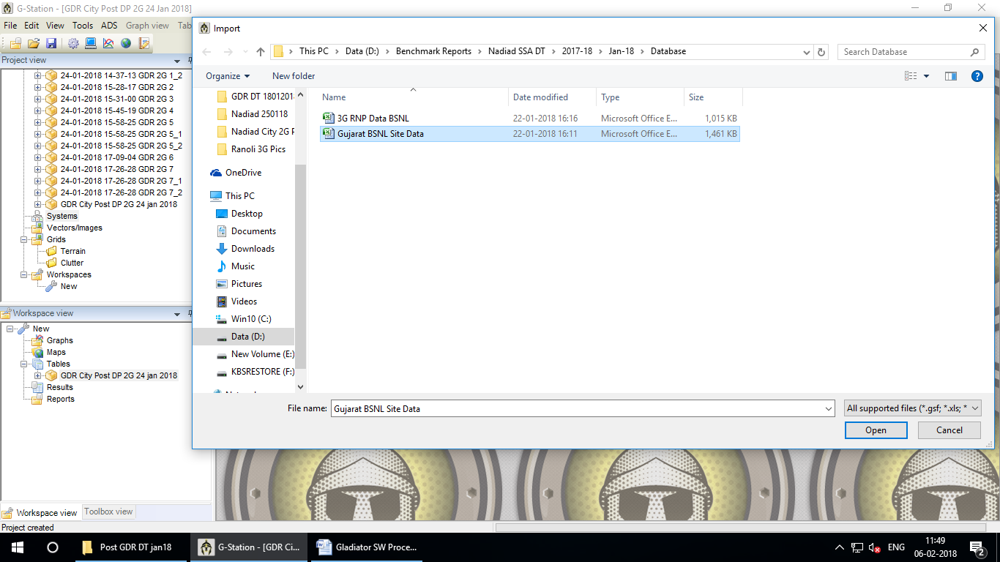 G-Station - [GDR City Post DP 2G 24 Jan 2018]
File Edit View Tools ADS Graph view
Project view
24-01-2018 14-37-13 GDR 2G 1_2
24-01-2018 15-28-17 GDR 2G 2
24-01-2018 15-31-00 GDR 2G 3
24-01-2018 15-45-19 GDR 2G 4
24-01-2018 15-58-25 GDR 2G 5
24-01-2018 15-58-25 GDR 2G 5_1
24-01-2018 15-58-25 GDR 2G 5_2
24-01-2018 17-09-04 GDR 2G 6
24-01-2018 17-26-28 GDR 2G 7
24-01-2018 17-26-28 GDR 2G 7_1
24-01-2018 17-26-28 GDR 2G 7_2
GDR City Post DP 2G 24 jan 2018
Systems
Vectors/Images
Grids
Terrain
Clutter
Workspaces
New
Workspace view
New
Graphs
Maps
Tables
GDR City Post DP 2G 24 jan 2018
Results
Reports
Workspace view Toolbox view
Project created
Import
This PC Data (D:) Benchmark Reports Nadiad SSA DT 2017-18 Jan-18 Database
Search Database
Organize New folder
GDR DT 1801201
Nadiad 250118
Nadiad City 2G
Ranoli 3G Pics
OneDrive
This PC
Desktop
Documents
Downloads
Music
Pictures
Videos
Win10 (C:)
Data (D:)
New Volume (E:)
KBSRESTORE (F:)
Name Date modified Type Size
3G RNP Data BSNL 22-01-2018 16:16 Microsoft Office E... 1,015 KB
Gujarat BSNL Site Data 22-01-2018 16:11 Microsoft Office E... 1,461 KB
File name: Gujarat BSNL Site Data All supported files (*.gsf; *.xls; *
Open Cancel
Post GDR DT jan18 G-Station - [GDR Ci... Gladiator SW Proce...
ENG 11:49
06-02-2018
2